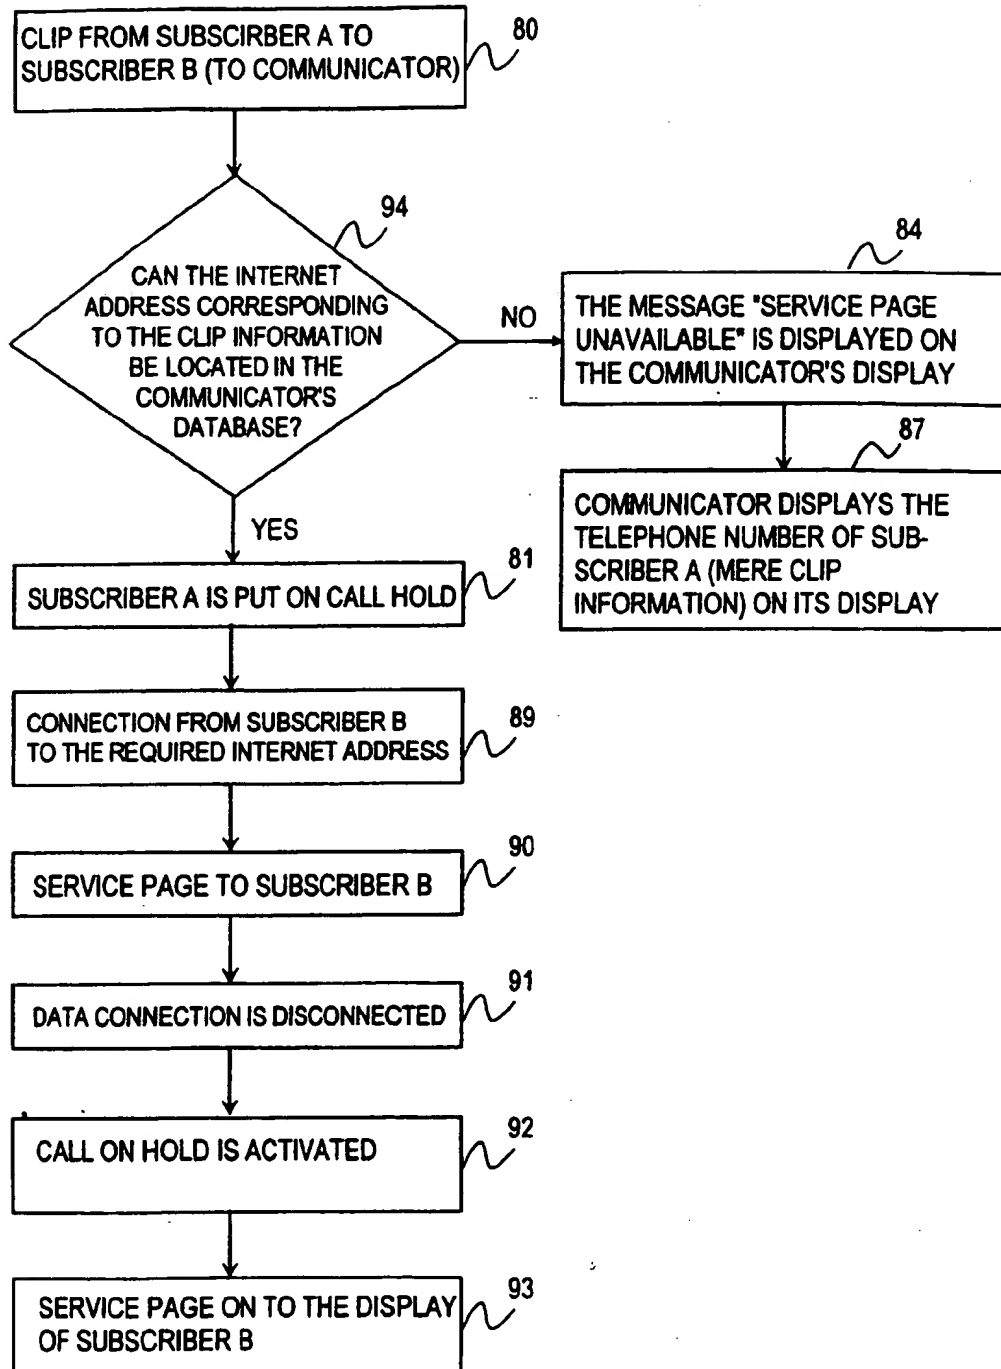 CLIP FROM SUBSCIRBER A TO
SUBSCRIBER B (TO COMMUNICATOR)
80
94
CAN THE INTERNET
ADDRESS CORRESPONDING
TO THE CLIP INFORMATION
BE LOCATED IN THE
COMMUNICATOR'S
DATABASE?
NO
84
THE MESSAGE "SERVICE PAGE
UNAVAILABLE" IS DISPLAYED ON
THE COMMUNICATOR'S DISPLAY
87
COMMUNICATOR DISPLAYS THE
TELEPHONE NUMBER OF SUB-
SCRIBER A (MERE CLIP
INFORMATION) ON ITS DISPLAY
YES
81
SUBSCRIBER A IS PUT ON CALL HOLD
CONNECTION FROM SUBSCRIBER B
TO THE REQUIRED INTERNET ADDRESS
89
90
SERVICE PAGE TO SUBSCRIBER B
91
DATA CONNECTION IS DISCONNECTED
92
CALL ON HOLD IS ACTIVATED
93
SERVICE PAGE ON TO THE DISPLAY
OF SUBSCRIBER B